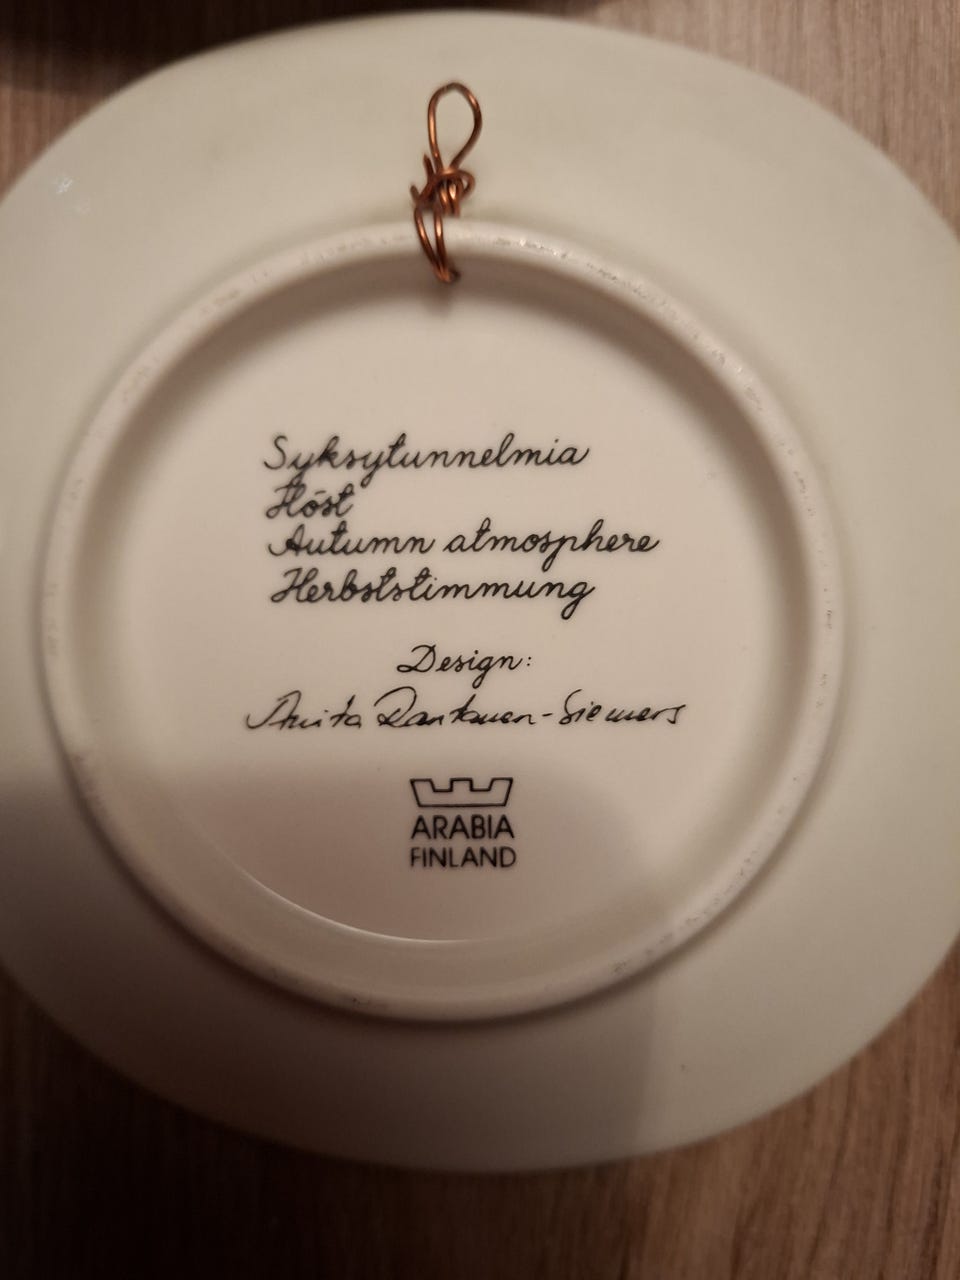 Syksytunnelmia
Höst
Autumn atmosphere
Herbststimmung
Design:
Anita Rantanen-Siemers
ARABIA
FINLAND